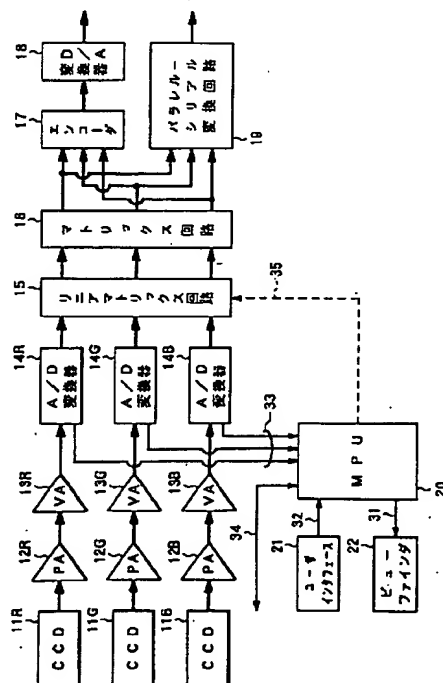 11R
CCD
12R
PA
13R
VA
14R
A/D
変換器
11G
CCD
12G
PA
13G
VA
14G
A/D
変換器
11B
CCD
12B
PA
13B
VA
14B
A/D
変換器
15
リニアマトリックス回路
16
マトリックス回路
17
エンコーダ
18
D/A
変換器
19
パラレル-
シリアル
変換回路
33
34
35
21
ユーザ
インタフェース
32
22
ビュー
ファインダ
31
MPU
20